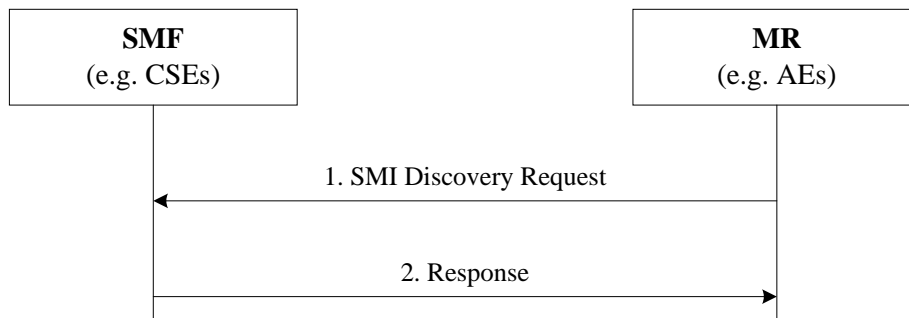 SMF
(e.g. CSEs)
MR
(e.g. AEs)
1. SMI Discovery Request
2. Response